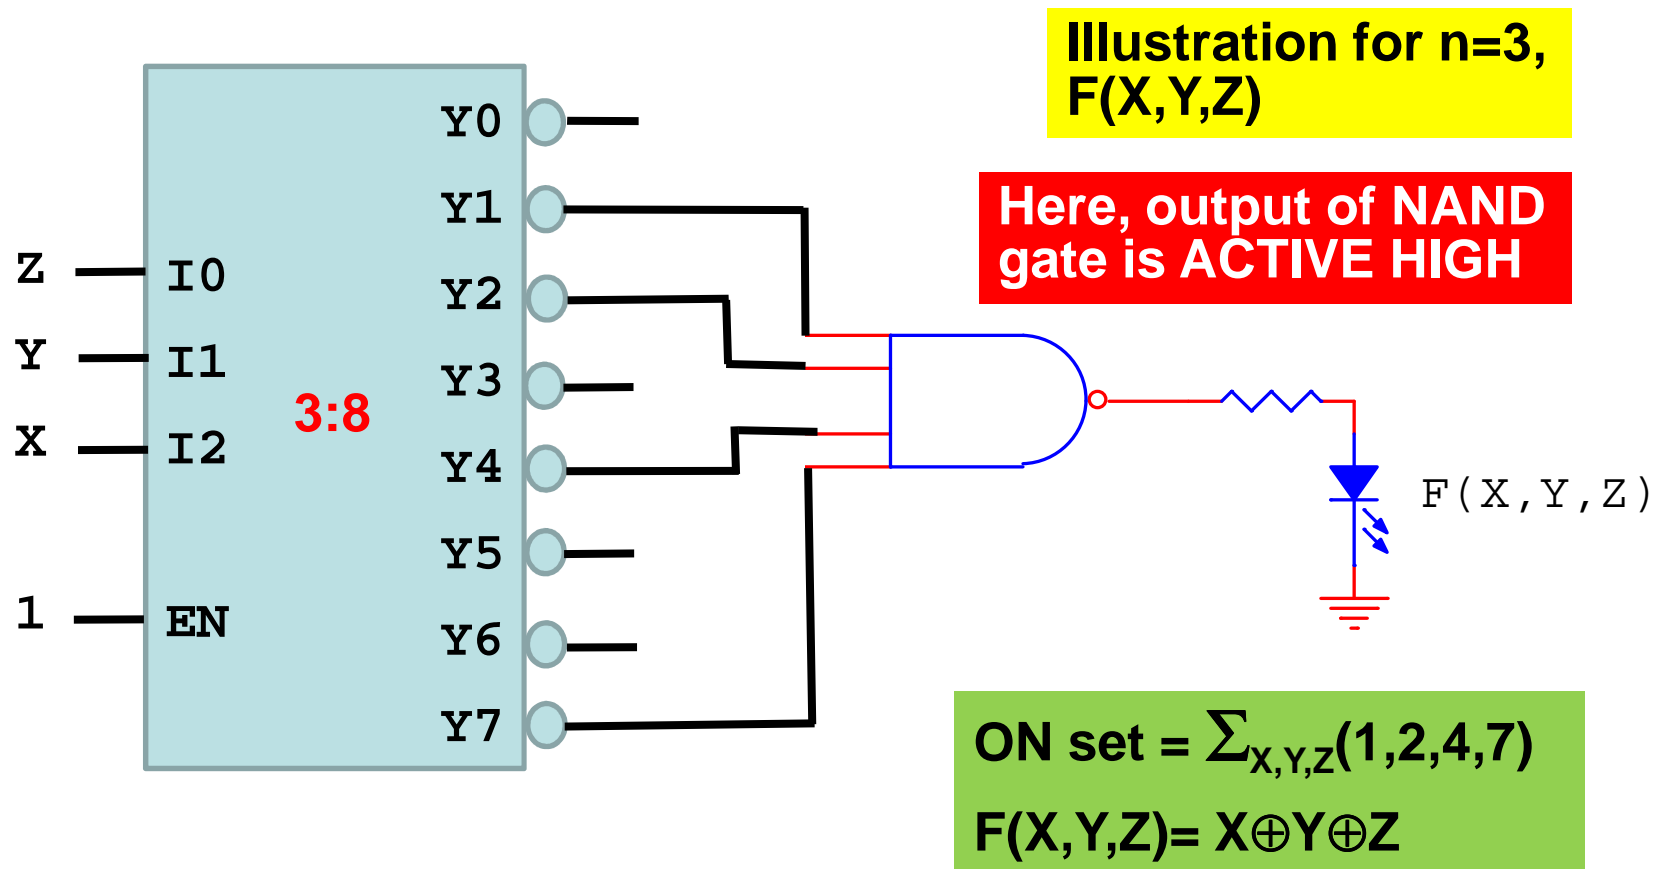 Illustration for n=3,
F(X,Y,Z)
Here, output of NAND
gate is ACTIVE HIGH
Z
Y
X
1
I0
I1
I2
EN
3:8
Y0
Y1
Y2
Y3
Y4
Y5
Y6
Y7
F(X,Y,Z)
ON set = ΣX,Y,Z(1,2,4,7)
F(X,Y,Z)= X⊕Y⊕Z